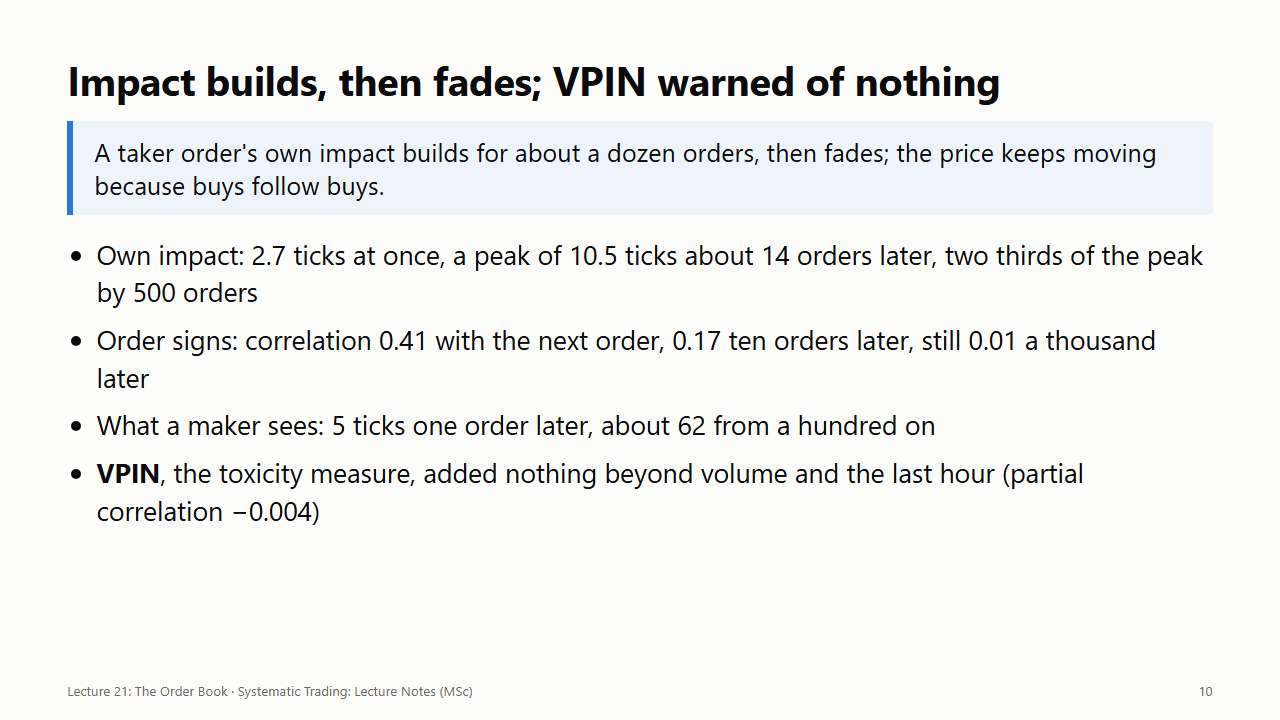 Impact builds, then fades; VPIN warned of nothing
A taker order's own impact builds for about a dozen orders, then fades; the price keeps moving
because buys follow buys.
• Own impact: 2.7 ticks at once, a peak of 10.5 ticks about 14 orders later, two thirds of the peak
by 500 orders
• Order signs: correlation 0.41 with the next order, 0.17 ten orders later, still 0.01 a thousand
later
• What a maker sees: 5 ticks one order later, about 62 from a hundred on
• VPIN, the toxicity measure, added nothing beyond volume and the last hour (partial
correlation −0.004)
Lecture 21: The Order Book · Systematic Trading: Lecture Notes (MSc)
10